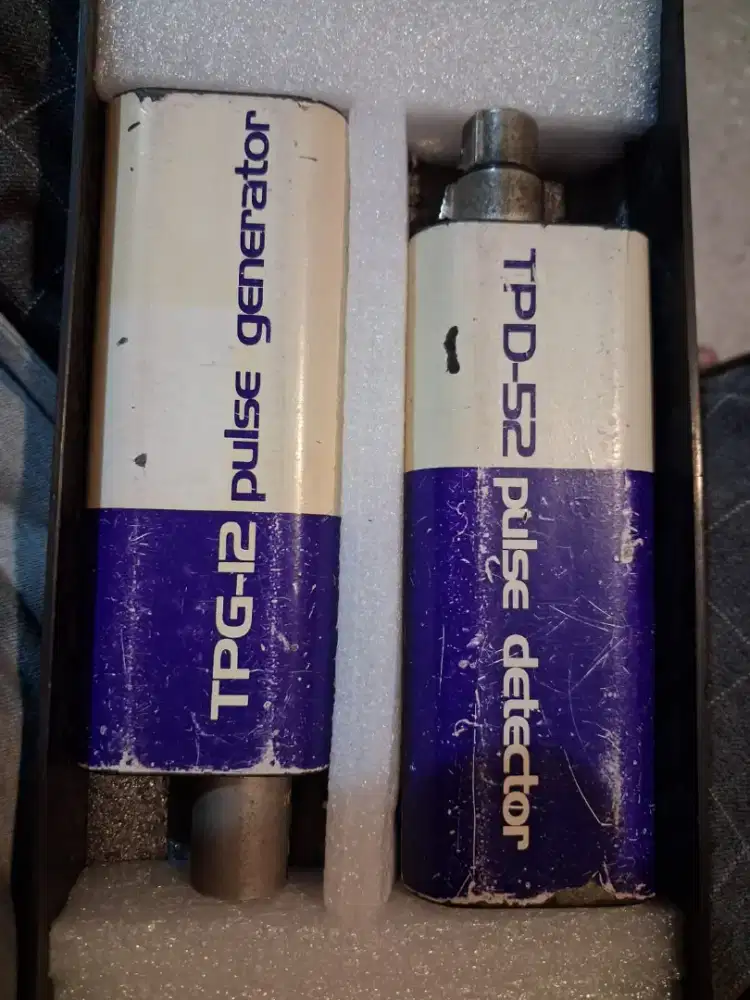 TPG-12 pulse generator
TPD-52 pulse detector